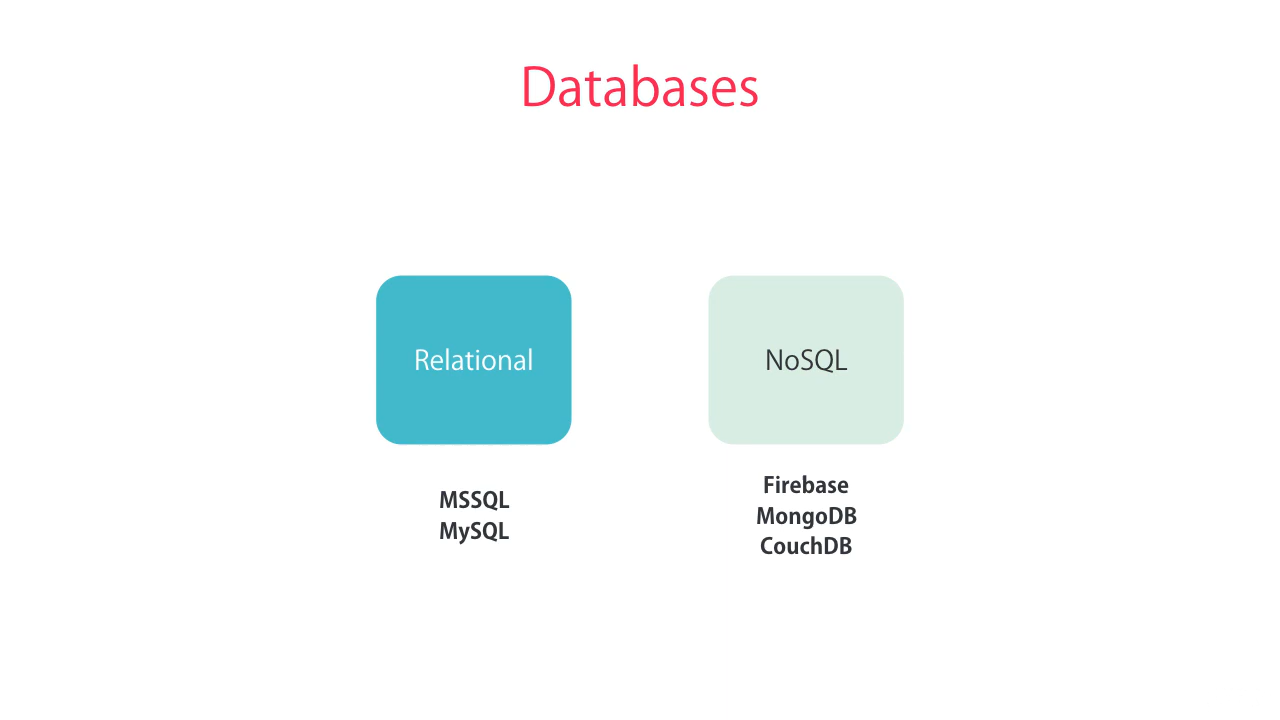 Databases
Relational
NoSQL
MSSQL
MySQL
Firebase
MongoDB
CouchDB